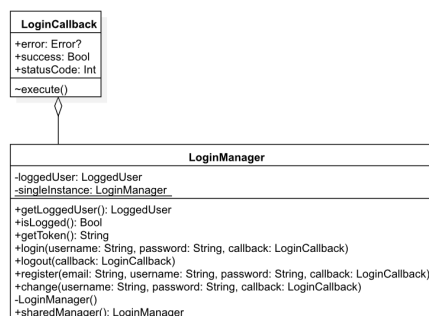 LoginCallback
+error: Error?
+success: Bool
+statusCode: Int
~execute()
LoginManager
-loggedUser: LoggedUser
-singleInstance: LoginManager
+getLoggedUser(): LoggedUser
+isLogged(): Bool
+getToken(): String
+login(username: String, password: String, callback: LoginCallback)
+logout(callback: LoginCallback)
+register(email: String, username: String, password: String, callback: LoginCallback)
+change(username: String, password: String, callback: LoginCallback)
-LoginManager()
+sharedManager(): LoginManager